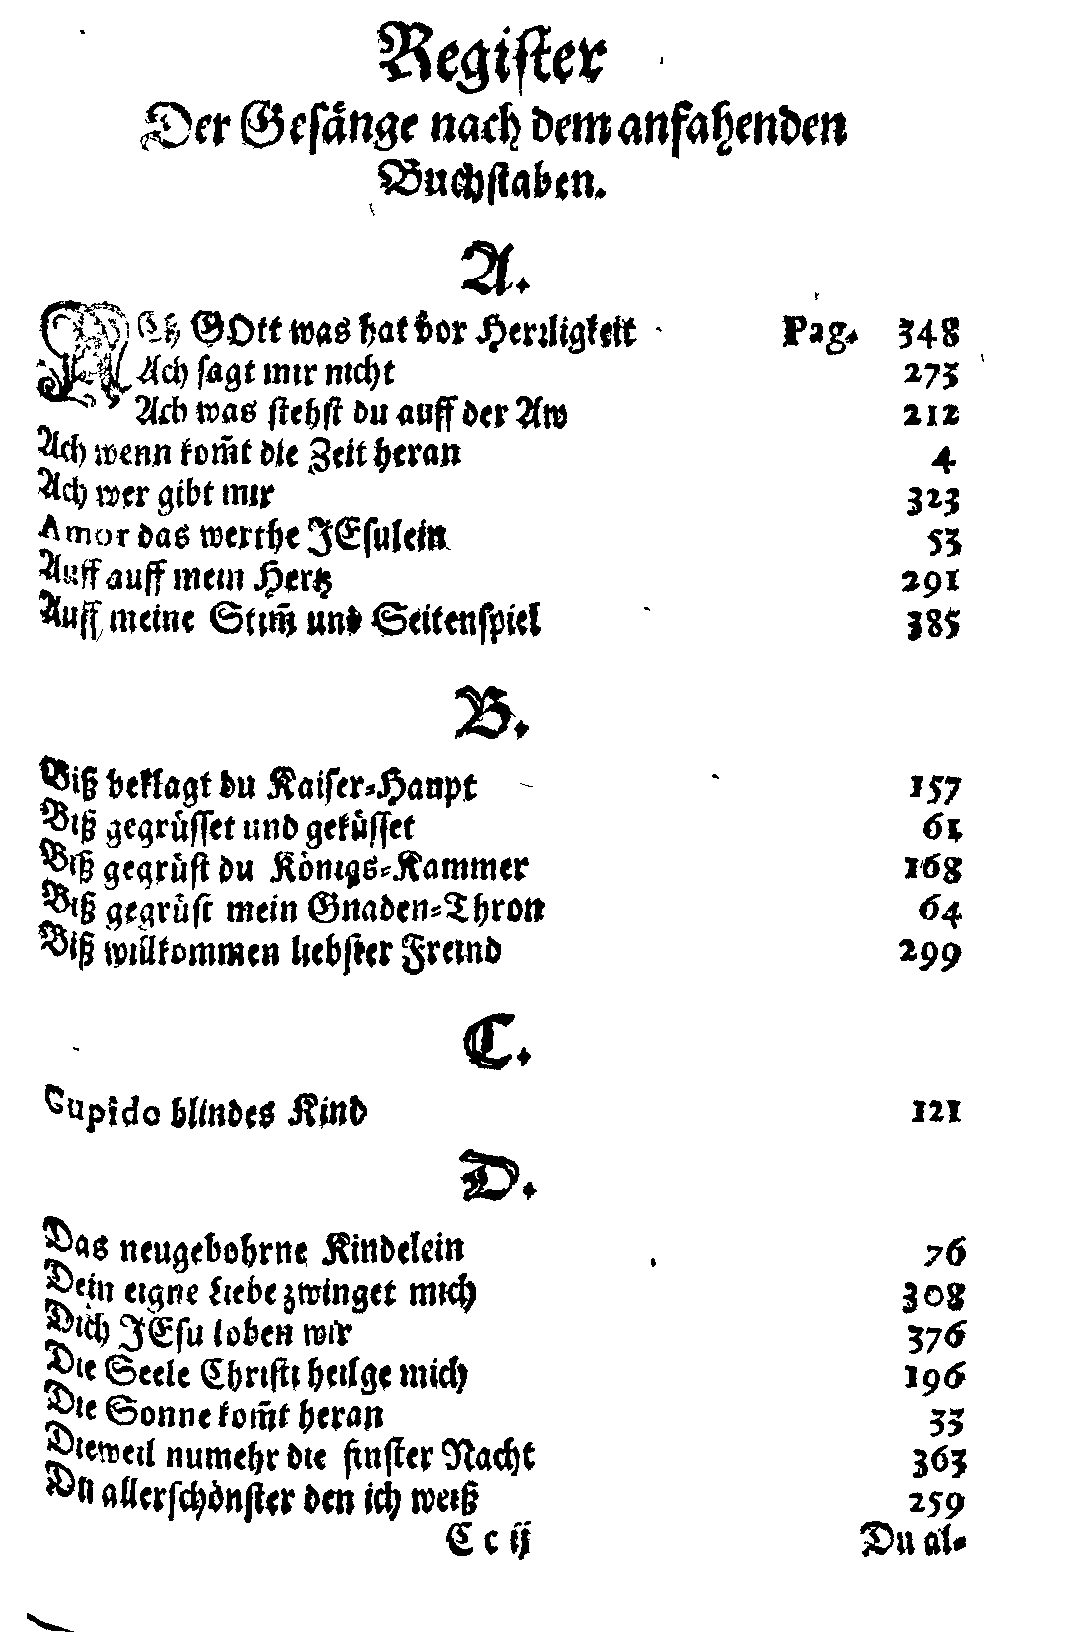 Register
Der Gesänge nach dem anfahenden
Buchstaben.
A.
ACh GOtt was hat vor Herrligkeit Pag. 348
Ach sagt mir nicht 273
Ach was stehst du auff der Aw 212
Ach wenn kom̃t die Zeit heran 4
Ach wer gibt mir 323
Amor das werthe JEsulein 53
Auff auff mein Hertz 291
Auff meine Stim̃ und Seitenspiel 385
B.
Biß beklagt du Kaiser-Haupt 157
Biß gegrüsset und geküsset 61
Biß gegrüst du Königs-Kammer 168
Biß gegrüst mein Gnaden-Thron 64
Biß willkommen liebster Freind 299
C.
Cupido blindes Kind 121
D.
Das neugebohrne Kindelein 76
Dein eigne Liebe zwinget mich 308
Dich JEsu loben wir 376
Die Seele Christi heilge mich 196
Die Sonne kom̃t heran 33
Dieweil numehr die finster Nacht 363
Du allerschönster den ich weiß 259
C c ij Du al-